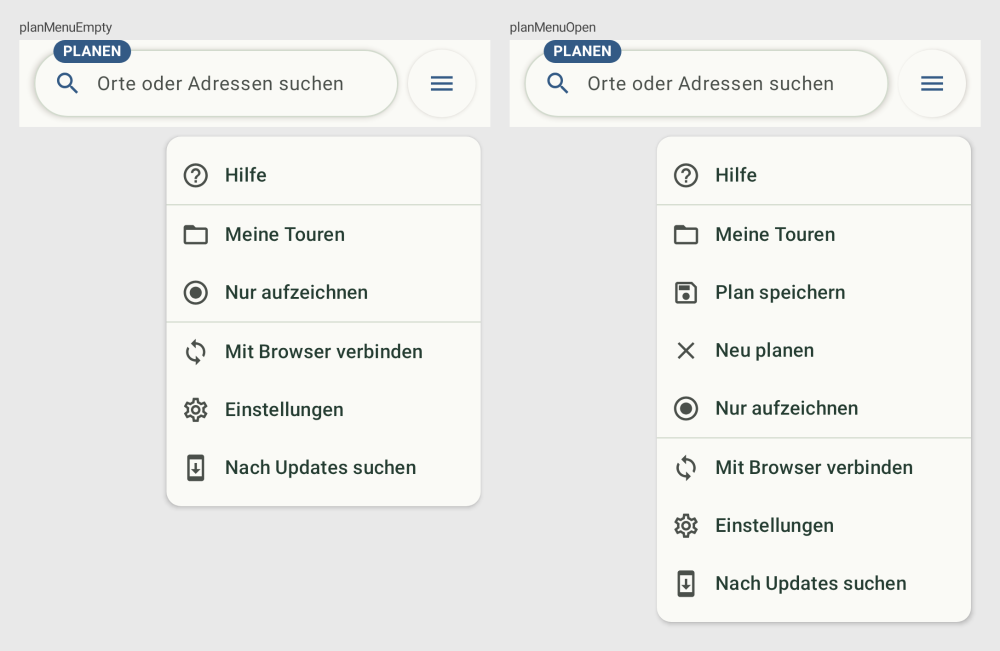 planMenuEmpty
PLANEN
Orte oder Adressen suchen
Hilfe
Meine Touren
Nur aufzeichnen
Mit Browser verbinden
Einstellungen
Nach Updates suchen
planMenuOpen
PLANEN
Orte oder Adressen suchen
Hilfe
Meine Touren
Plan speichern
Neu planen
Nur aufzeichnen
Mit Browser verbinden
Einstellungen
Nach Updates suchen